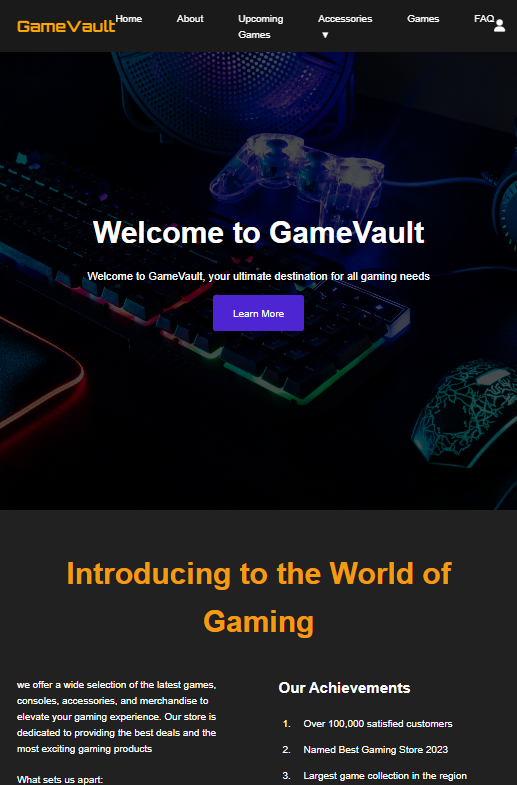 GameVault
Home
About
Upcoming
Games
Accessories
▼
Games
FAQ
Welcome to GameVault
Welcome to GameVault, your ultimate destination for all gaming needs
Learn More
Introducing to the World of
Gaming
we offer a wide selection of the latest games,
consoles, accessories, and merchandise to
elevate your gaming experience. Our store is
dedicated to providing the best deals and the
most exciting gaming products
What sets us apart:
Our Achievements
1. Over 100,000 satisfied customers
2. Named Best Gaming Store 2023
3. Largest game collection in the region